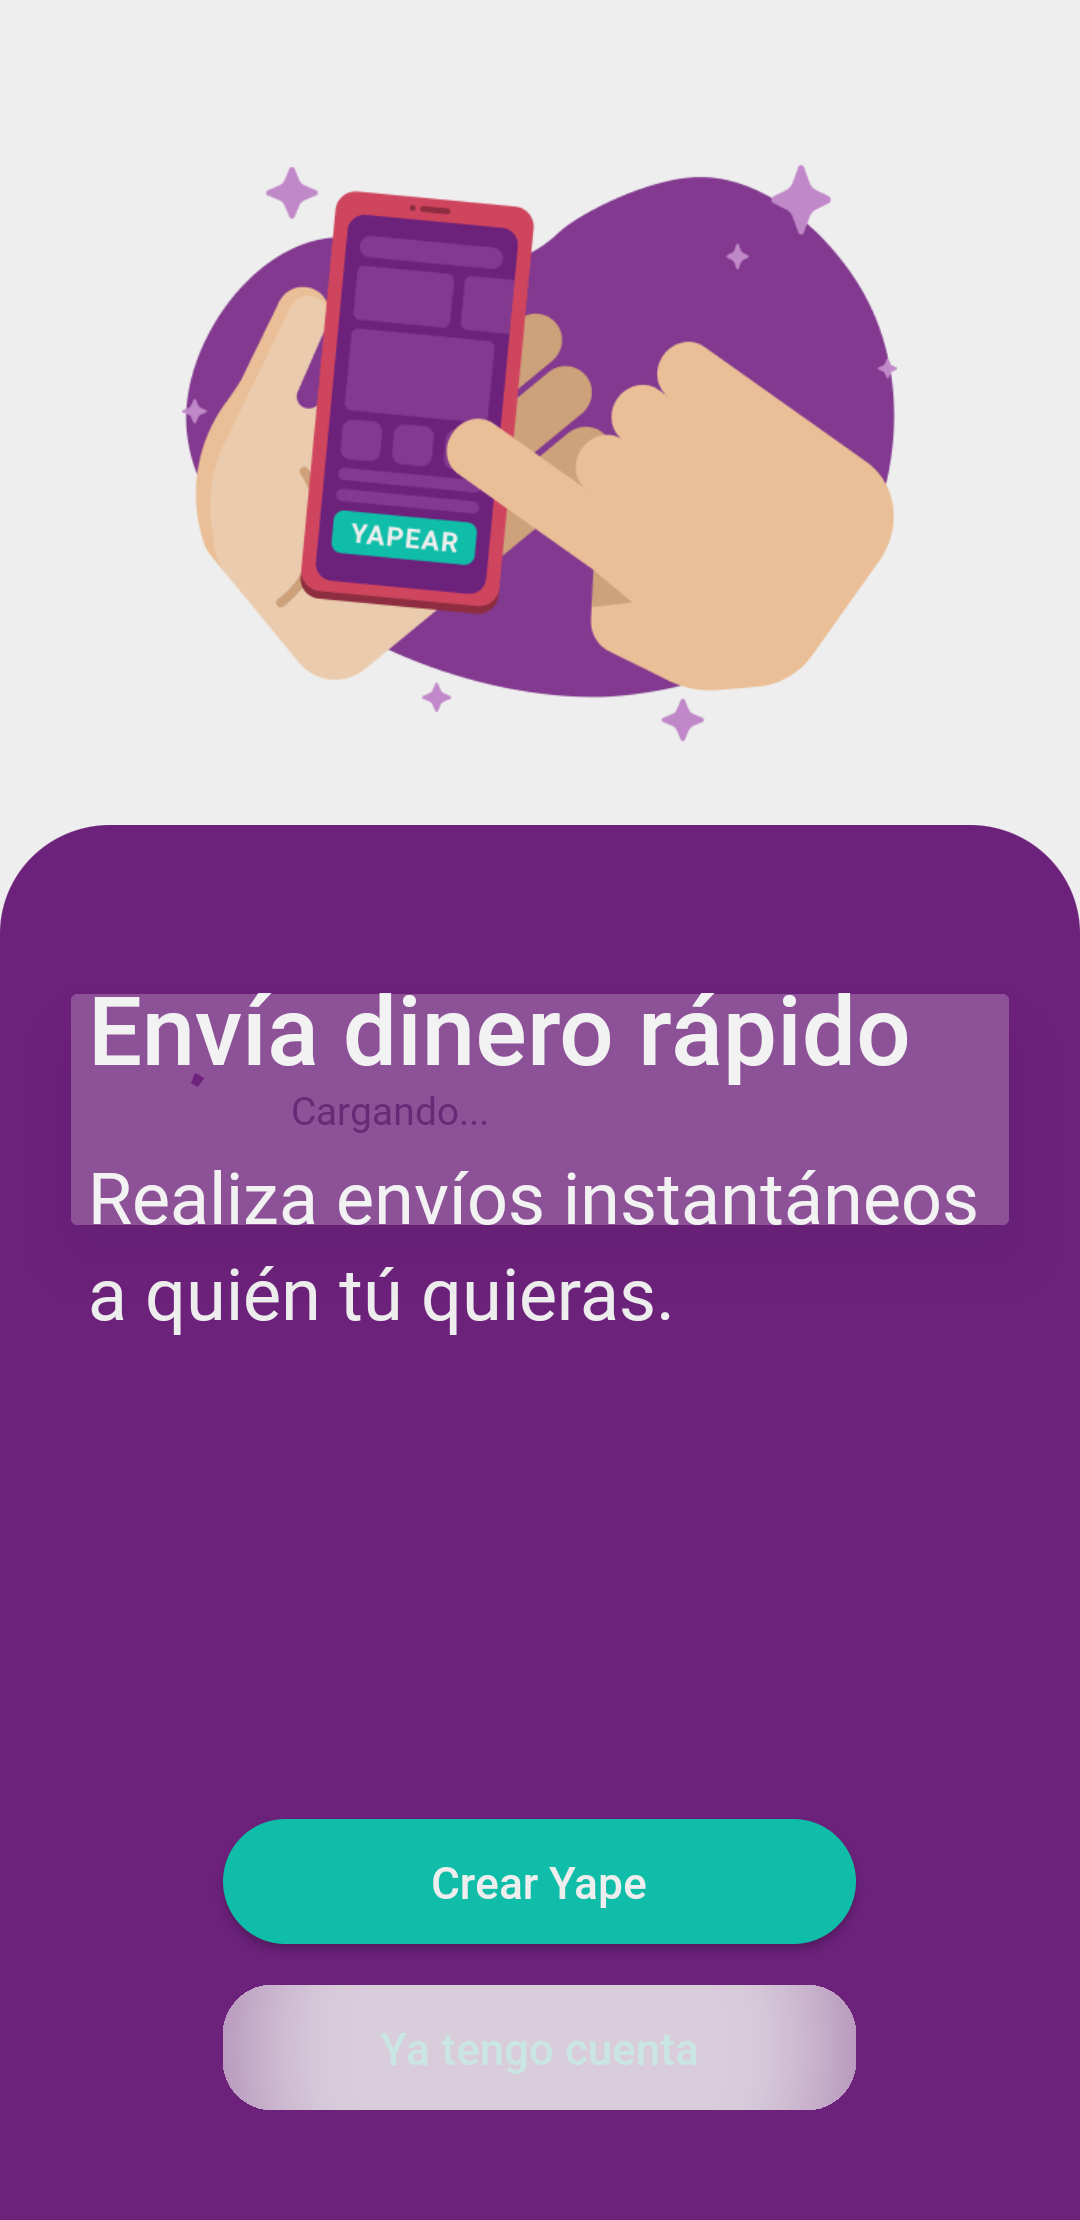 YAPEAR
Envía dinero rápido
Cargando...
Realiza envíos instantáneos
a quién tú quieras.
Crear Yape
Ya tengo cuenta